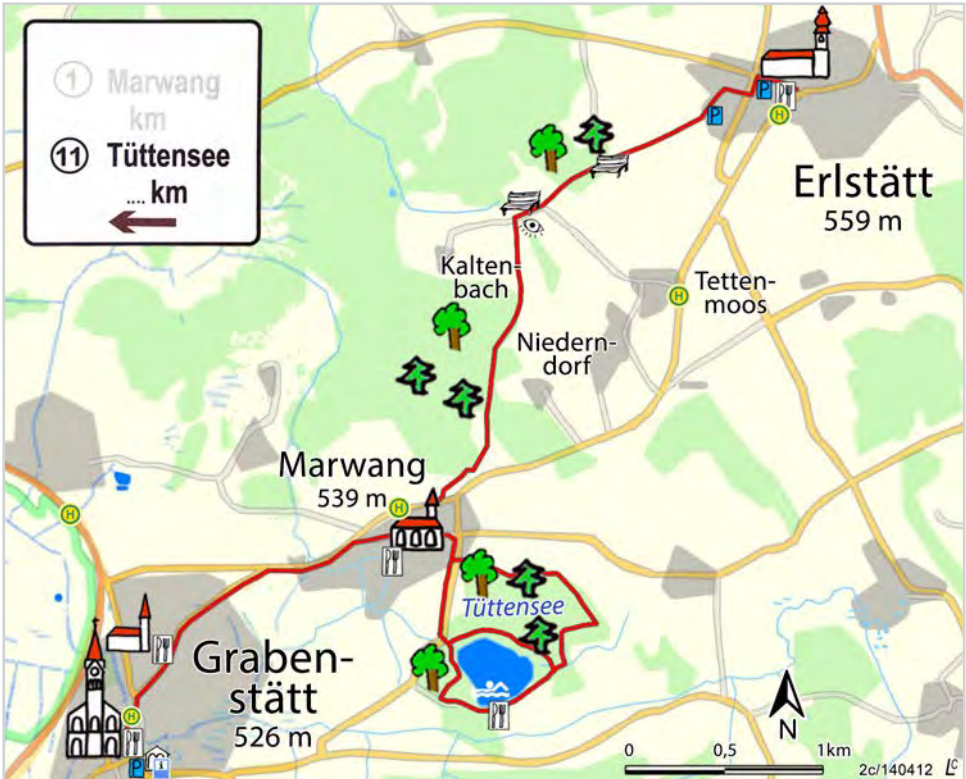 1 Marwang
km
11 Tüttensee
.... km
P
P
H
Erlstätt
559 m
Kalten-
bach
H
Tetten-
moos
Niedern-
dorf
Marwang
539 m
H
H
Tüttensee
Graben-
stätt
526 m
H
P
i
N
0 0,5 1km
2c/140412 LC